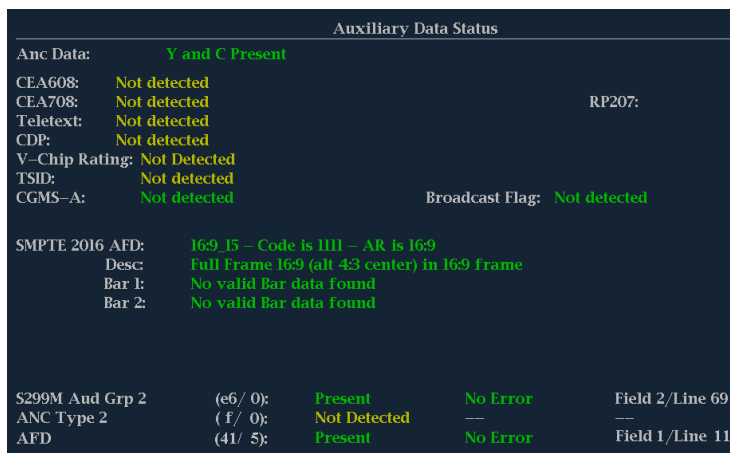 Auxiliary Data Status
Anc Data: Y and C Present
CEA608: Not detected
CEA708: Not detected RP207:
Teletext: Not detected
CDP: Not detected
V-Chip Rating: Not Detected
TSID: Not detected
CGMS-A: Not detected Broadcast Flag: Not detected
SMPTE 2016 AFD: 16:9_15 - Code is 1111 - AR is 16:9
Desc: Full Frame 16:9 (alt 4:3 center) in 16:9 frame
Bar 1: No valid Bar data found
Bar 2: No valid Bar data found
S299M Aud Grp 2 (e6/ 0): Present No Error Field 2/Line 69
ANC Type 2 ( f/ 0): Not Detected -- --
AFD (41/ 5): Present No Error Field 1/Line 11